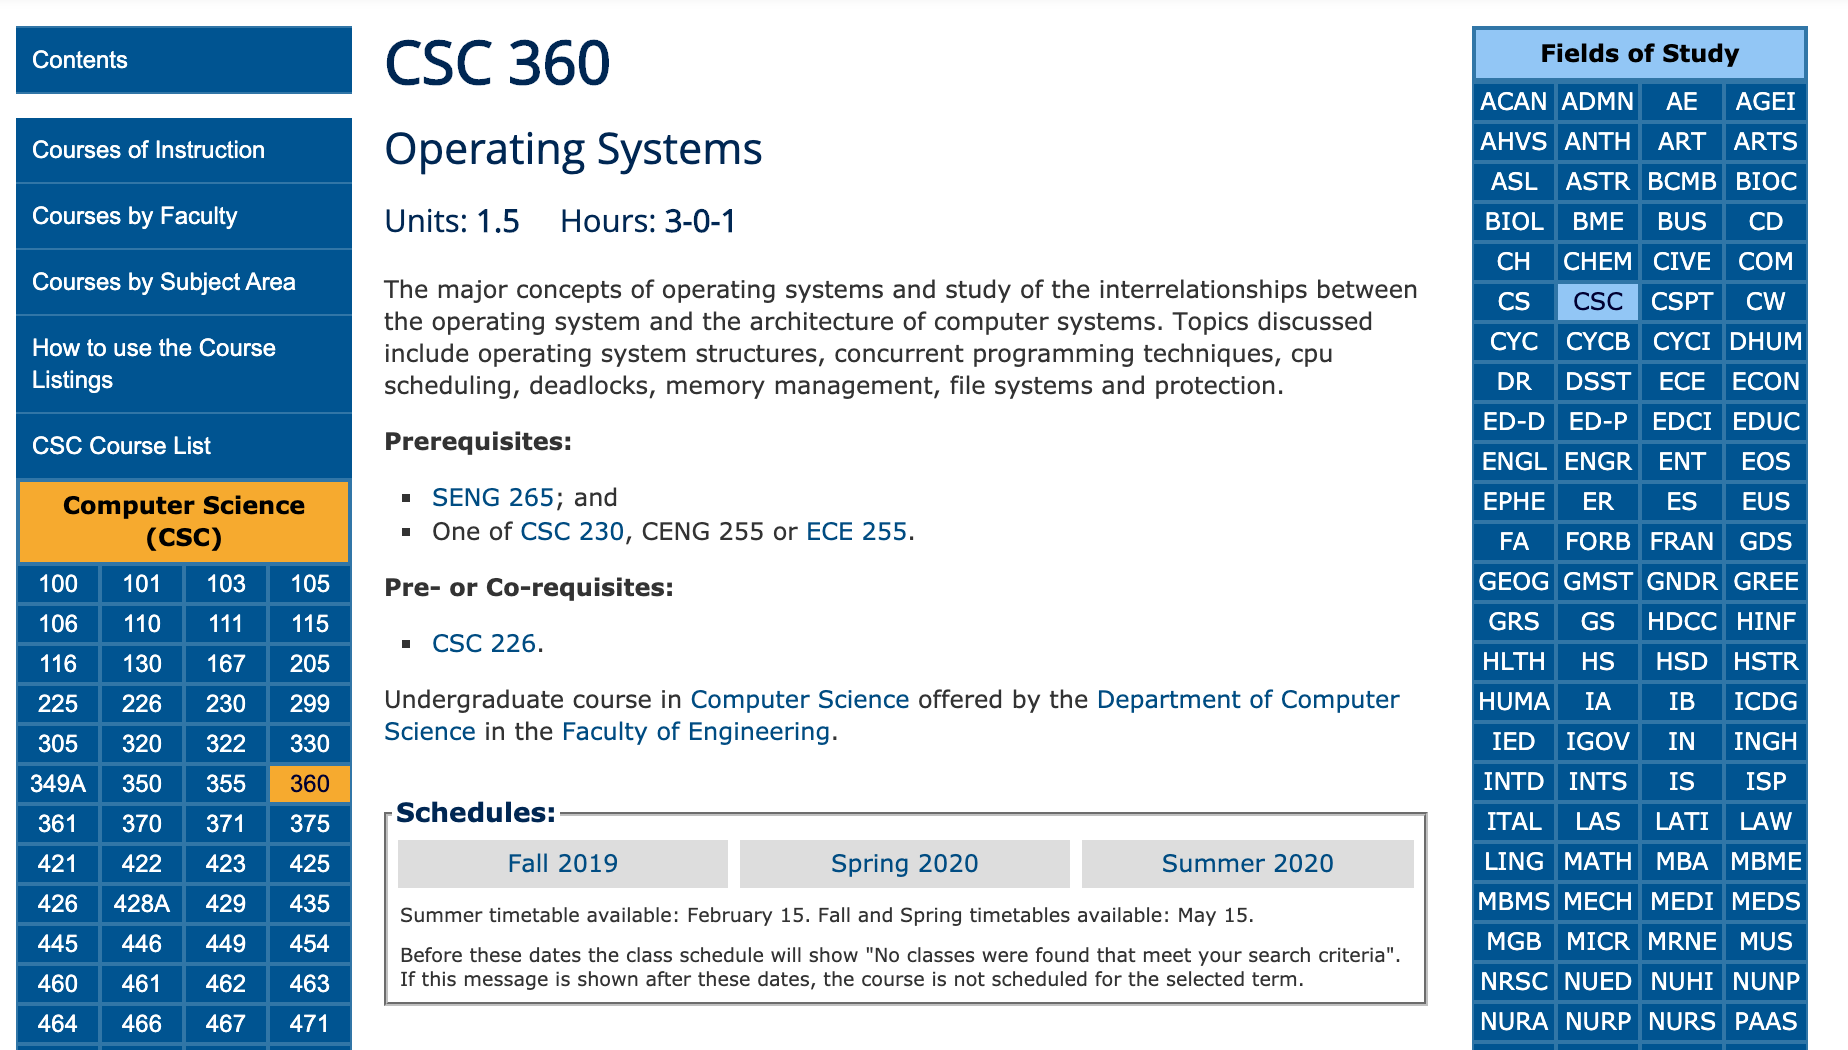 Contents
Courses of Instruction
Courses by Faculty
Courses by Subject Area
How to use the Course
Listings
CSC Course List
Computer Science
(CSC)
100 101 103 105
106 110 111 115
116 130 167 205
225 226 230 299
305 320 322 330
349A 350 355 360
361 370 371 375
421 422 423 425
426 428A 429 435
445 446 449 454
460 461 462 463
464 466 467 471
CSC 360
Operating Systems
Units: 1.5 Hours: 3-0-1
The major concepts of operating systems and study of the interrelationships between
the operating system and the architecture of computer systems. Topics discussed
include operating system structures, concurrent programming techniques, cpu
scheduling, deadlocks, memory management, file systems and protection.
Prerequisites:
▪ SENG 265; and
▪ One of CSC 230, CENG 255 or ECE 255.
Pre- or Co-requisites:
▪ CSC 226.
Undergraduate course in Computer Science offered by the Department of Computer
Science in the Faculty of Engineering.
Schedules:
Fall 2019 Spring 2020 Summer 2020
Summer timetable available: February 15. Fall and Spring timetables available: May 15.
Before these dates the class schedule will show "No classes were found that meet your search criteria".
If this message is shown after these dates, the course is not scheduled for the selected term.
Fields of Study
ACAN ADMN AE AGEI
AHVS ANTH ART ARTS
ASL ASTR BCMB BIOC
BIOL BME BUS CD
CH CHEM CIVE COM
CS CSC CSPT CW
CYC CYCB CYCI DHUM
DR DSST ECE ECON
ED-D ED-P EDCI EDUC
ENGL ENGR ENT EOS
EPHE ER ES EUS
FA FORB FRAN GDS
GEOG GMST GNDR GREE
GRS GS HDCC HINF
HLTH HS HSD HSTR
HUMA IA IB ICDG
IED IGOV IN INGH
INTD INTS IS ISP
ITAL LAS LATI LAW
LING MATH MBA MBME
MBMS MECH MEDI MEDS
MGB MICR MRNE MUS
NRSC NUED NUHI NUNP
NURA NURP NURS PAAS